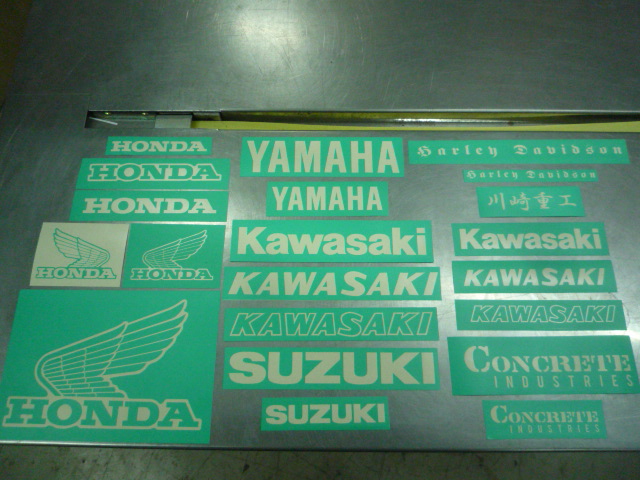 HONDA
HONDA
HONDA
HONDA
HONDA
HONDA
YAMAHA
YAMAHA
Kawasaki
KAWASAKI
KAWASAKI
SUZUKI
SUZUKI
Harley Davidson
Harley Davidson
川崎重工
Kawasaki
KAWASAKI
KAWASAKI
CONCRETE
INDUSTRIES
CONCRETE
INDUSTRIES